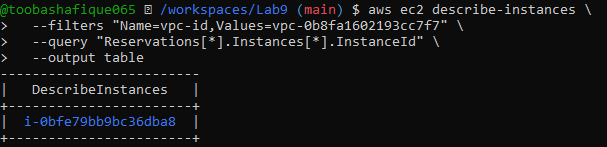 @toobashafique065 /workspaces/Lab9 (main) $ aws ec2 describe-instances \
>   --filters "Name=vpc-id,Values=vpc-0b8fa1602193cc7f7" \
>   --query "Reservations[*].Instances[*].InstanceId" \
>   --output table
-------------------------
|   DescribeInstances   |
+-----------------------+
|  i-0bfe79bb9bc36dba8  |
+-----------------------+